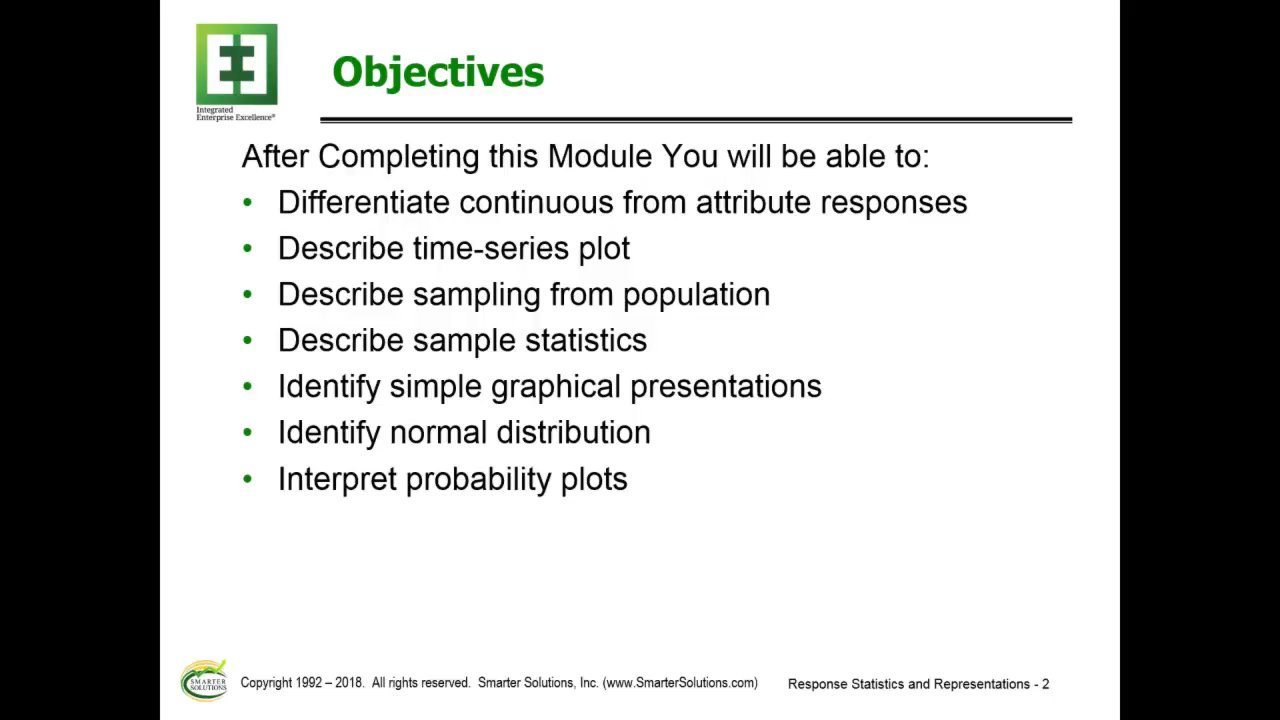 Objectives
Integrated
Enterprise Excellence®
After Completing this Module You will be able to:
• Differentiate continuous from attribute responses
• Describe time-series plot
• Describe sampling from population
• Describe sample statistics
• Identify simple graphical presentations
• Identify normal distribution
• Interpret probability plots
SMARTER
SOLUTIONS
Copyright 1992 – 2018. All rights reserved. Smarter Solutions, Inc. (www.SmarterSolutions.com)
Response Statistics and Representations - 2